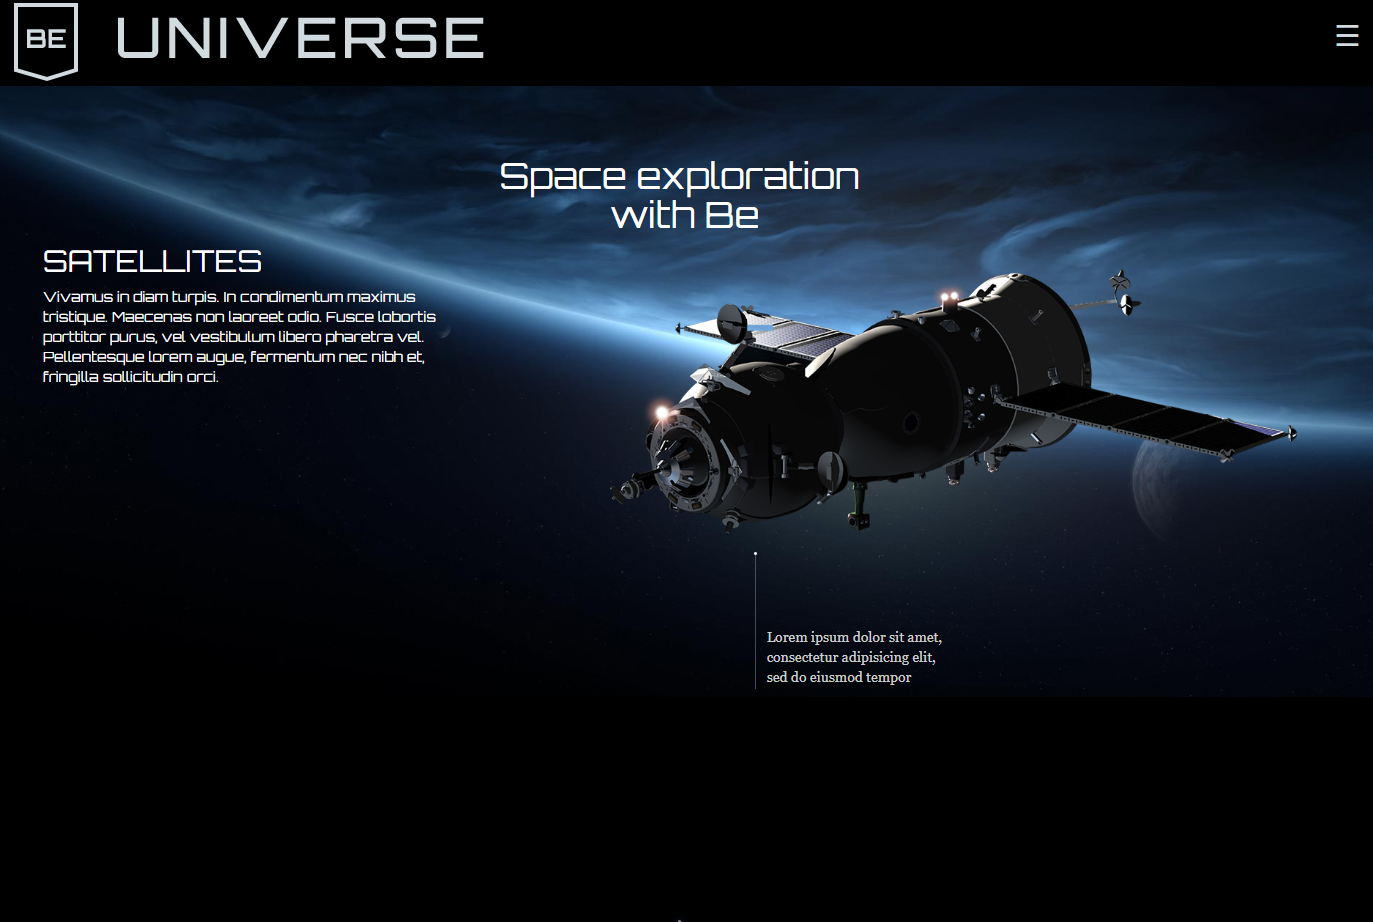 BE UNIVERSE
Space exploration
with Be
SATELLITES
Vivamus in diam turpis. In condimentum maximus
tristique. Maecenas non laoreet odio. Fusce lobortis
porttitor purus, vel vestibulum libero pharetra vel.
Pellentesque lorem augue, fermentum nec nibh et,
fringilla sollicitudin orci.
Lorem ipsum dolor sit amet,
consectetur adipisicing elit,
sed do eiusmod tempor